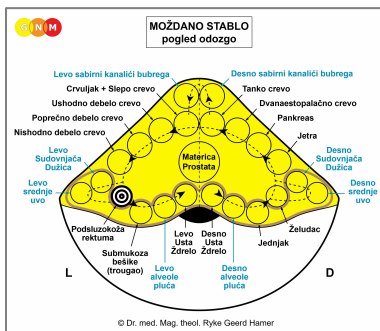 GNM
MOŽDANO STABLO
pogled odozgo
Levo sabirni kanalići bubrega
Desno sabirni kanalići bubrega
Crvuljak + Slepo crevo
Tanko crevo
Ushodno debelo crevo
Dvanaestopalačno crevo
Poprečno debelo crevo
Pankreas
Nishodno debelo crevo
Jetra
Levo
Sudovnjača
Dužica
Desno
Sudovnjača
Dužica
Materica
Prostata
Levo
srednje
uvo
Desno
srednje
uvo
Podsluzokoža
rektuma
Submukoza
bešike
(trougao)
Levo
alveole
pluća
Levo
Usta
Ždrelo
Desno
Usta
Ždrelo
Desno
alveole
pluća
Jednjak
Želudac
L
D
© Dr. med. Mag. theol. Ryke Geerd Hamer